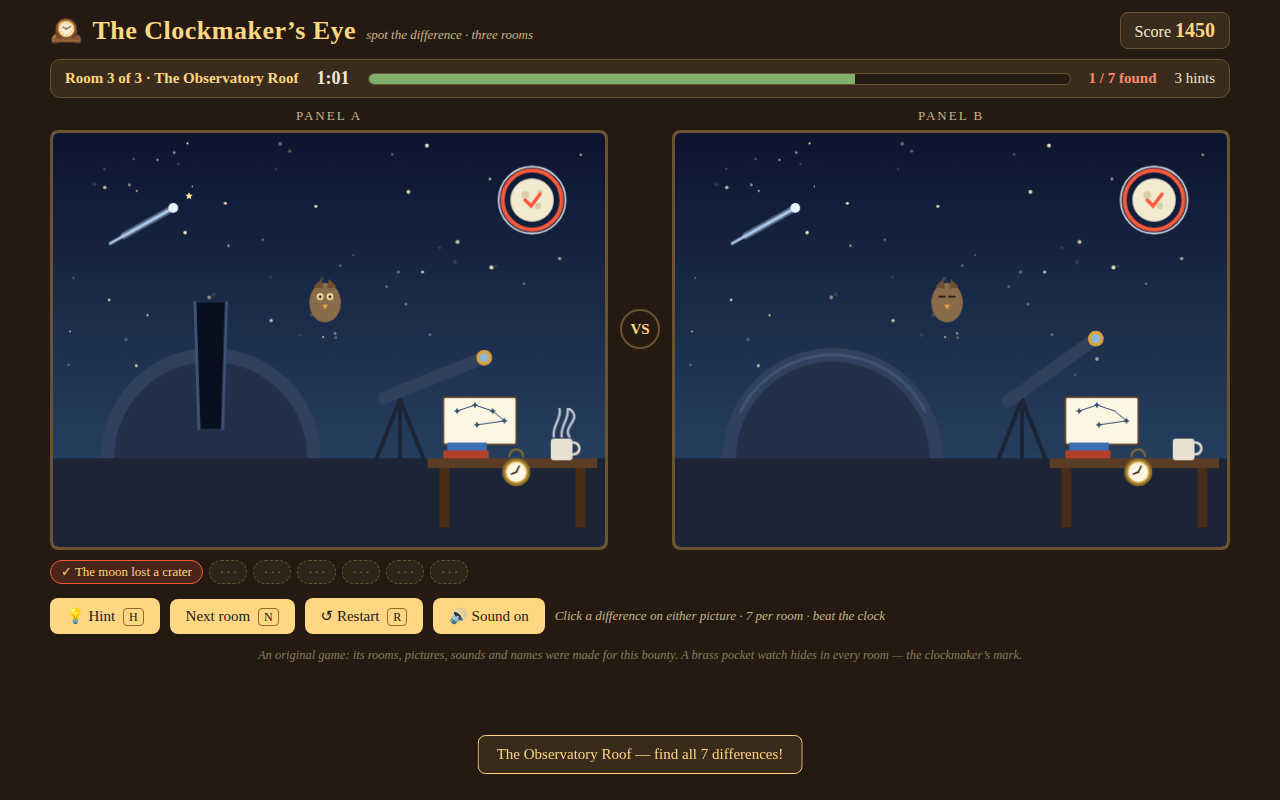 The Clockmaker’s Eye spot the difference · three rooms Score 1450
Room 3 of 3 · The Observatory Roof 1:01 1 / 7 found 3 hints
PANEL A PANEL B
VS
✓ The moon lost a crater · · · · · · · · · · · · · · · · · ·
Hint H Next room N ↺ Restart R Sound on Click a difference on either picture · 7 per room · beat the clock
An original game: its rooms, pictures, sounds and names were made for this bounty. A brass pocket watch hides in every room — the clockmaker’s mark.
The Observatory Roof — find all 7 differences!